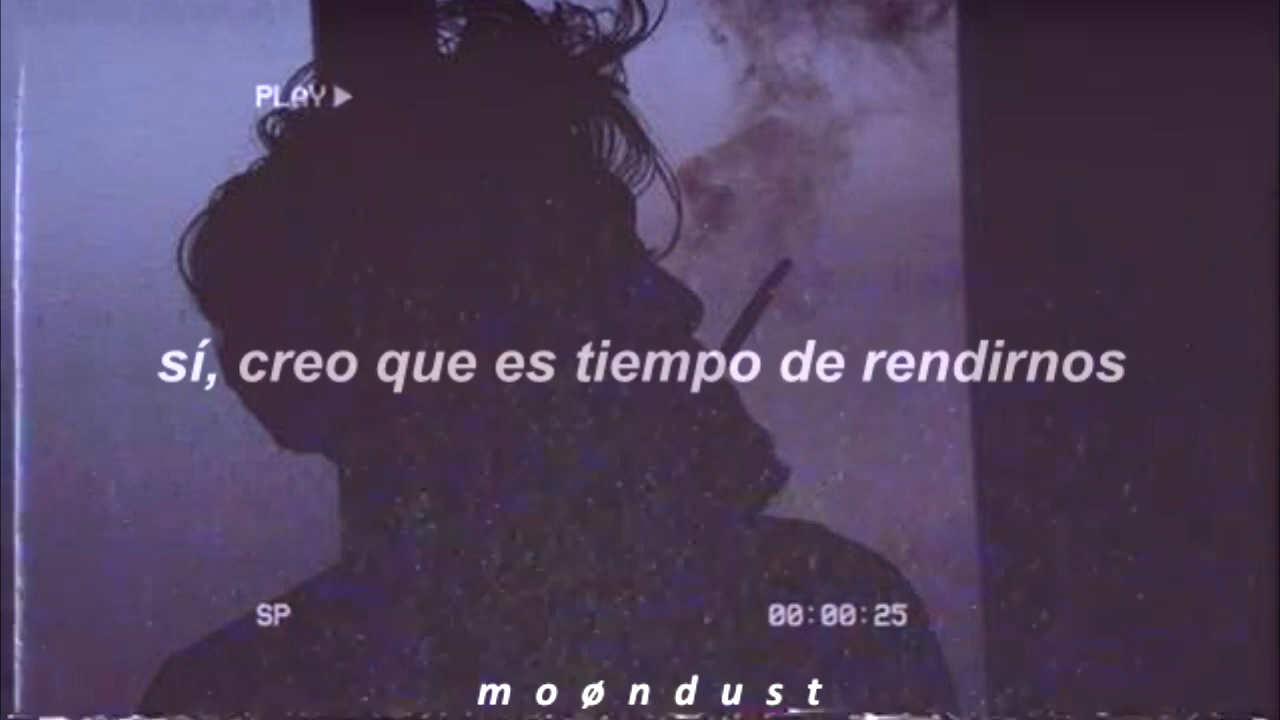 PLAY ▶
sí, creo que es tiempo de rendirnos
SP 00:00:25
m o ø n d u s t